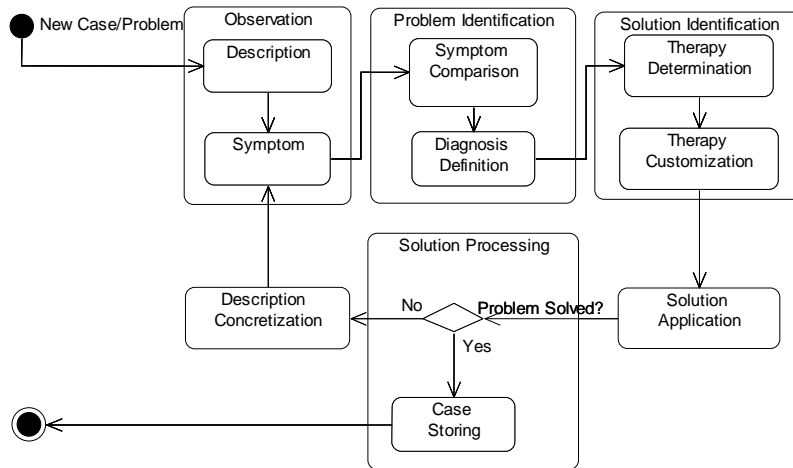 New Case/Problem
Observation
Description
Symptom
Problem Identification
Symptom
Comparison
Diagnosis
Definition
Solution Identification
Therapy
Determination
Therapy
Customization
Solution Processing
Description
Concretization
No
Problem Solved?
Solution
Application
Yes
Case
Storing